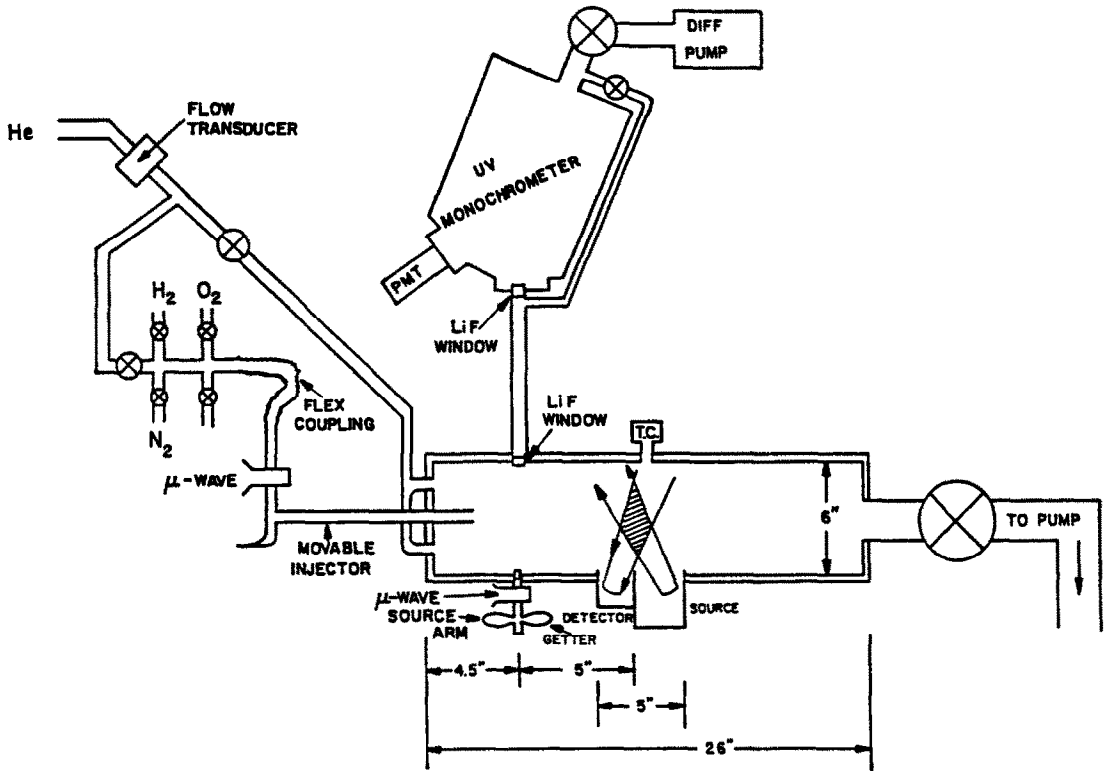 DIFF
PUMP
FLOW
TRANSDUCER
He
UV
MONOCHROMETER
PMT
H2 O2
LiF
WINDOW
FLEX
COUPLING
LiF
WINDOW
N2
T.C.
μ-WAVE
6"
TO PUMP
MOVABLE
INJECTOR
μ-WAVE
SOURCE
ARM
DETECTOR
SOURCE
GETTER
4.5"
5"
5"
26"